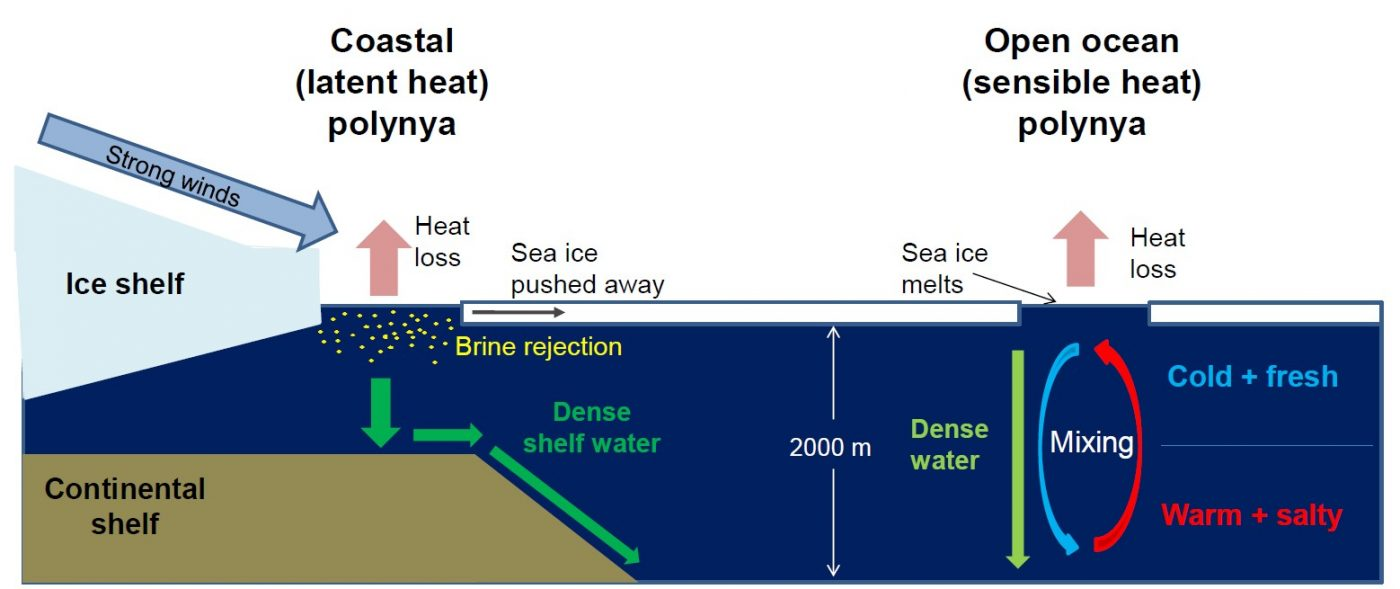 Coastal
(latent heat)
polynya
Open ocean
(sensible heat)
polynya
Strong winds
Heat
loss
Sea ice
pushed away
Sea ice
melts
Heat
loss
Ice shelf
Brine rejection
Cold + fresh
Dense
shelf water
2000 m
Dense
water
Mixing
Continental
shelf
Warm + salty